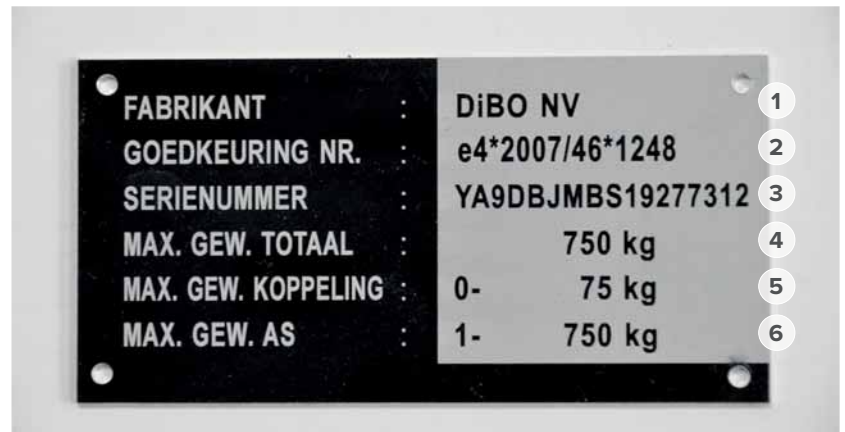 FABRIKANT : DiBO NV 1
GOEDKEURING NR. : e4*2007/46*1248 2
SERIENUMMER : YA9DBJMBS19277312 3
MAX. GEW. TOTAAL : 750 kg 4
MAX. GEW. KOPPELING : 0- 75 kg 5
MAX. GEW. AS : 1- 750 kg 6